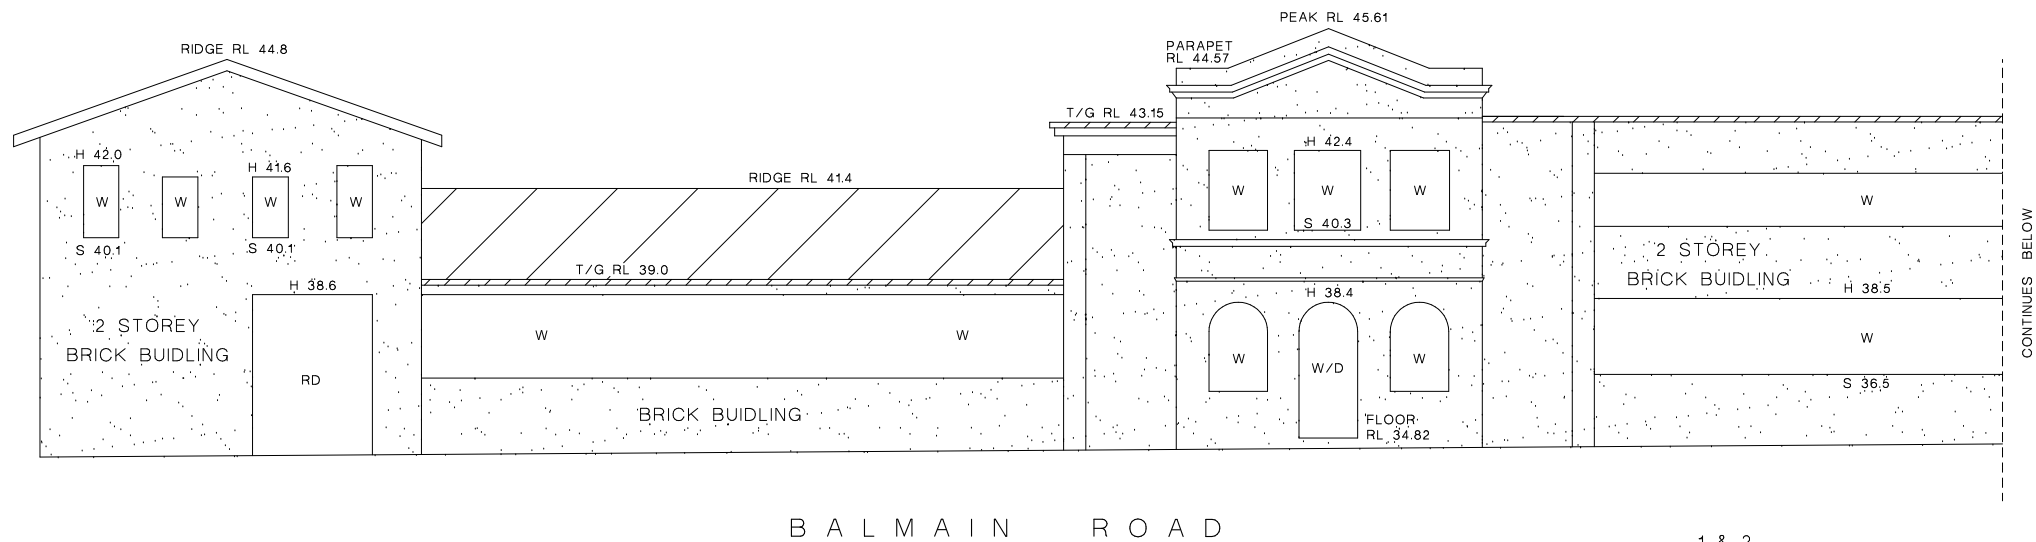 PEAK RL 45.61
RIDGE RL 44.8
PARAPET
RL 44.57
T/G RL 43.15
H 42.0
H 41.6
H 42.4
W
W
W
W
RIDGE RL 41.4
W
W
W
W
S 40.1
S 40.1
S 40.3
T/G RL 39.0
H 38.6
H 38.4
2 STOREY
BRICK BUIDLING
H 38.5
2 STOREY
BRICK BUIDLING
RD
W
W
W
W/D
W
W
S 36.5
BRICK BUIDLING
FLOOR
RL 34.82
CONTINUES BELOW
BALMAIN ROAD